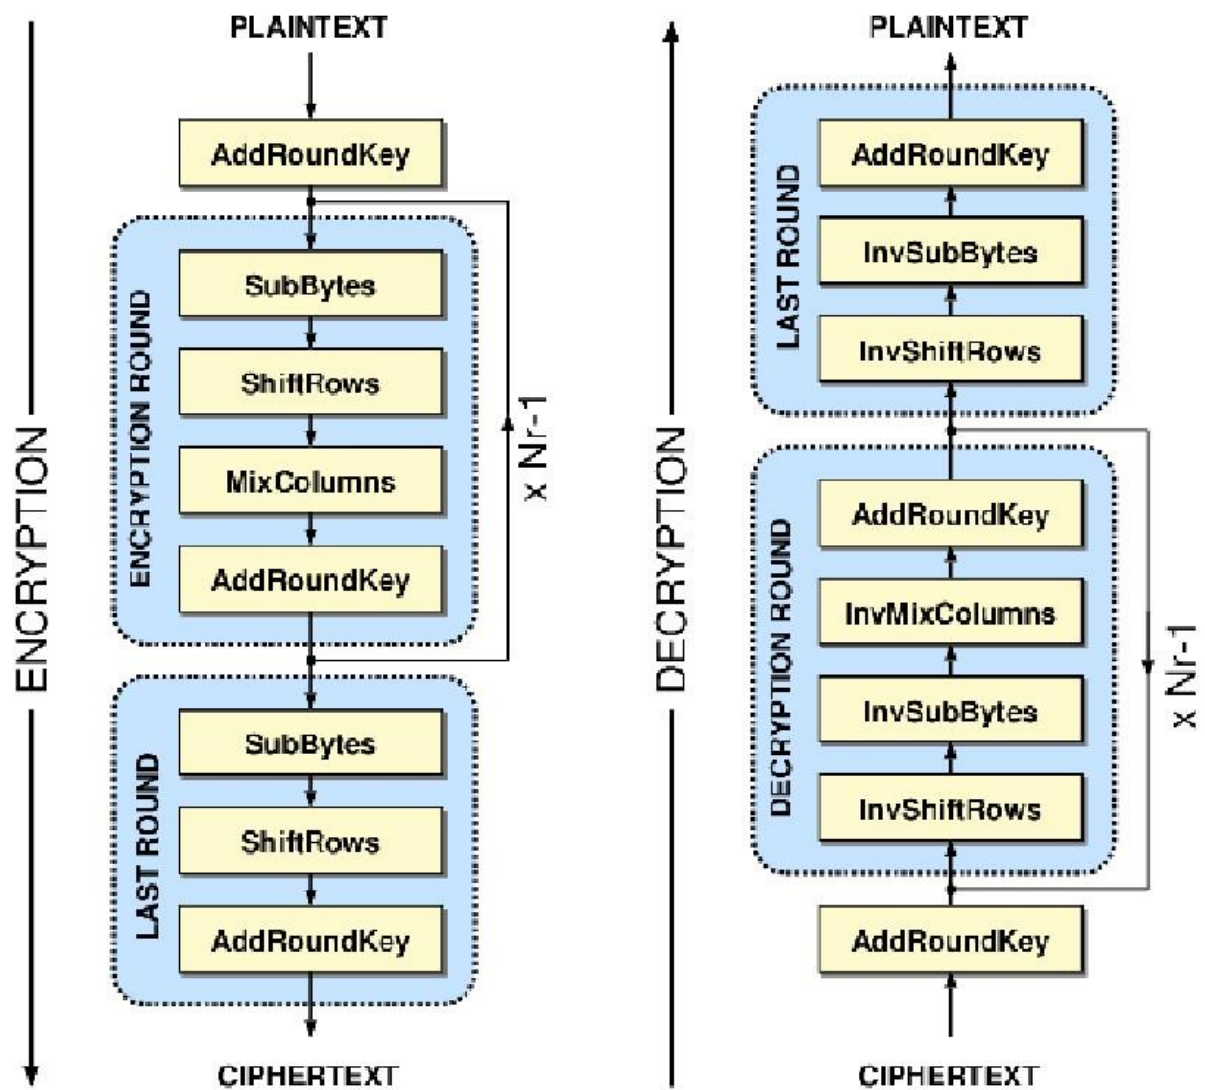 PLAINTEXT
AddRoundKey
SubBytes
ShiftRows
MixColumns
AddRoundKey
ENCRYPTION ROUND
x Nr-1
SubBytes
ShiftRows
AddRoundKey
LAST ROUND
CIPHERTEXT
ENCRYPTION
PLAINTEXT
AddRoundKey
InvSubBytes
InvShiftRows
LAST ROUND
AddRoundKey
InvMixColumns
InvSubBytes
InvShiftRows
DECRYPTION ROUND
x Nr-1
AddRoundKey
CIPHERTEXT
DECRYPTION